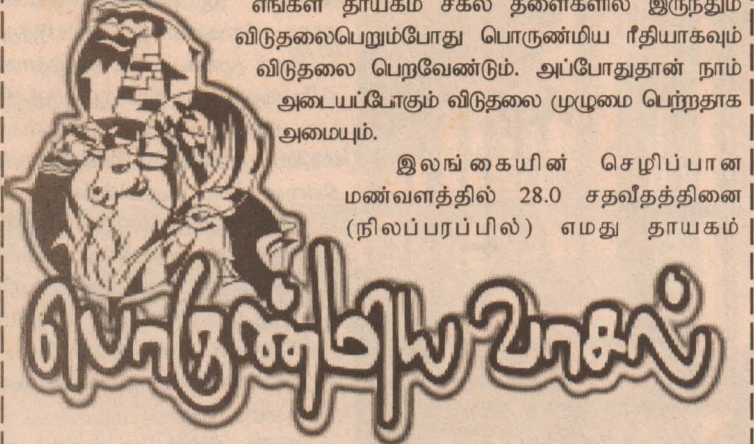 எங்கள் தாயகம் சகல தளைகளில் இருந்தும்
விடுதலைபெறும்போது பொருண்மிய ரீதியாகவும்
விடுதலை பெறவேண்டும். அப்போதுதான் நாம்
அடையப்போகும் விடுதலை முழுமை பெற்றதாக
அமையும்.
இலங்கையின் செழிப்பான
மண்வளத்தில் 28.0 சதவீதத்தினை
(நிலப்பரப்பில்) எமது தாயகம்
பொருண்மிய வாசல்